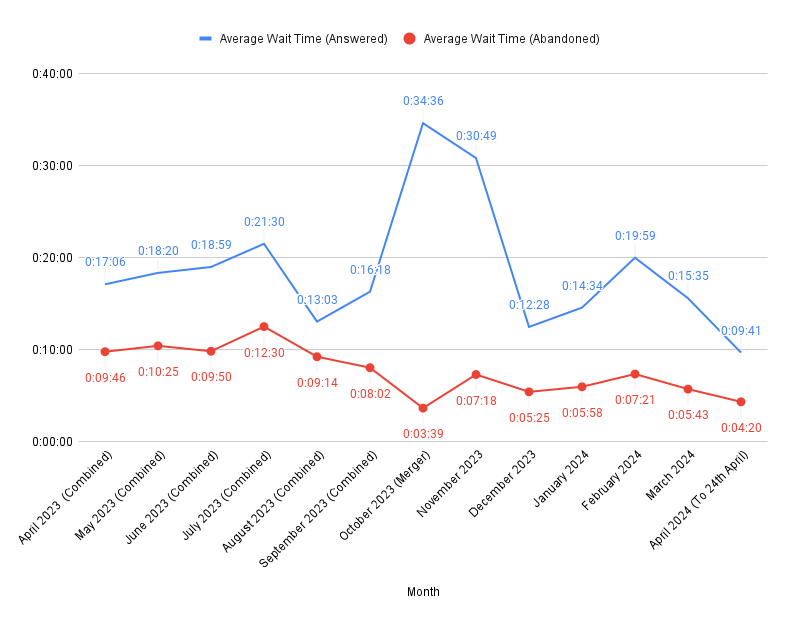 Average Wait Time (Answered) Average Wait Time (Abandoned)
0:40:00
0:30:00
0:20:00
0:10:00
0:00:00
0:17:06
0:18:20
0:18:59
0:21:30
0:13:03
0:16:18
0:34:36
0:30:49
0:12:28
0:14:34
0:19:59
0:15:35
0:09:41
0:09:46
0:10:25
0:09:50
0:12:30
0:09:14
0:08:02
0:03:39
0:07:18
0:05:25
0:05:58
0:07:21
0:05:43
0:04:20
April 2023 (Combined)
May 2023 (Combined)
June 2023 (Combined)
July 2023 (Combined)
August 2023 (Combined)
September 2023 (Combined)
October 2023 (Merger)
November 2023
December 2023
January 2024
February 2024
March 2024
April 2024 (To 24th April)
Month